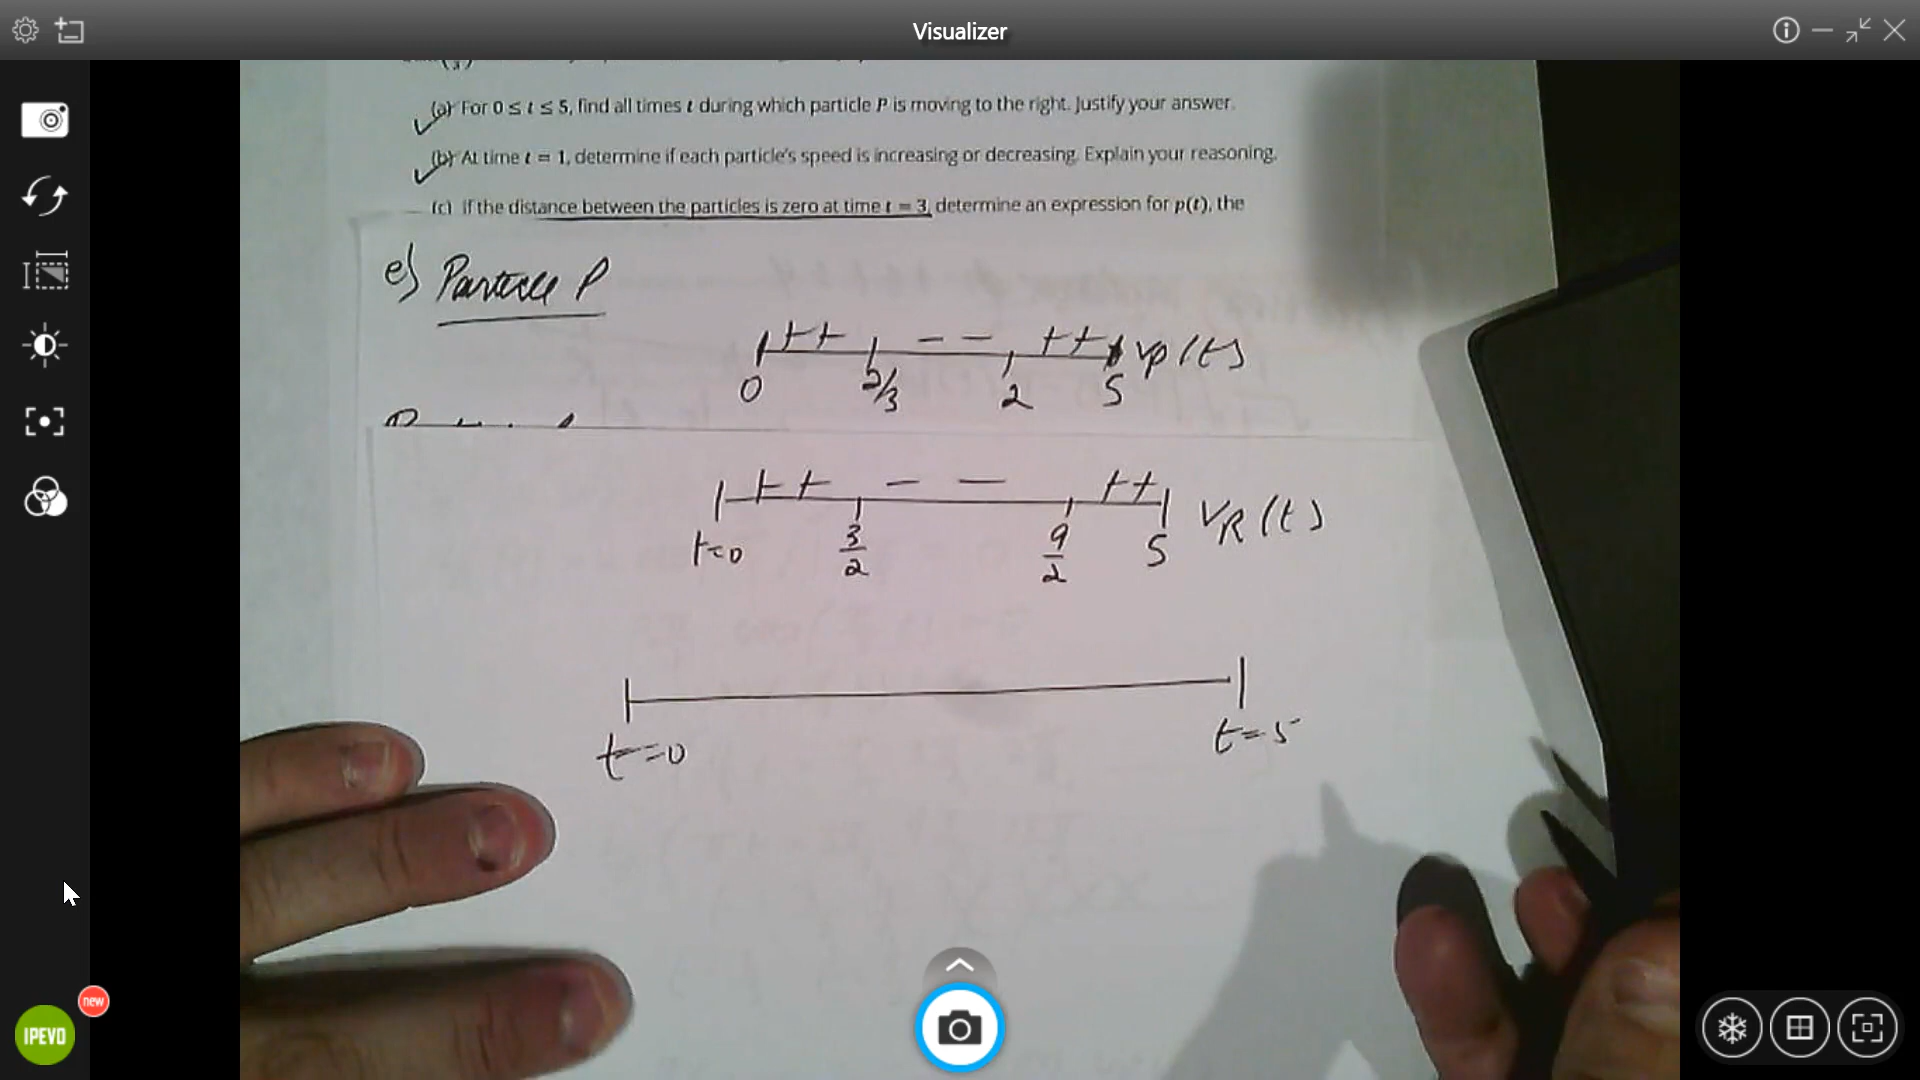 Visualizer
(a) For 0 ≤ t ≤ 5, find all times t during which particle P is moving to the right. Justify your answer.
(b) At time t = 1, determine if each particle's speed is increasing or decreasing. Explain your reasoning.
(c) If the distance between the particles is zero at time t = 3, determine an expression for p(t), the
e) Particle P
++ − − ++ vp(t)
0 2/3 2 5
++ − − ++ VR(t)
t=0 3/2 9/2 5
t=0 t=5
new
IPEVO